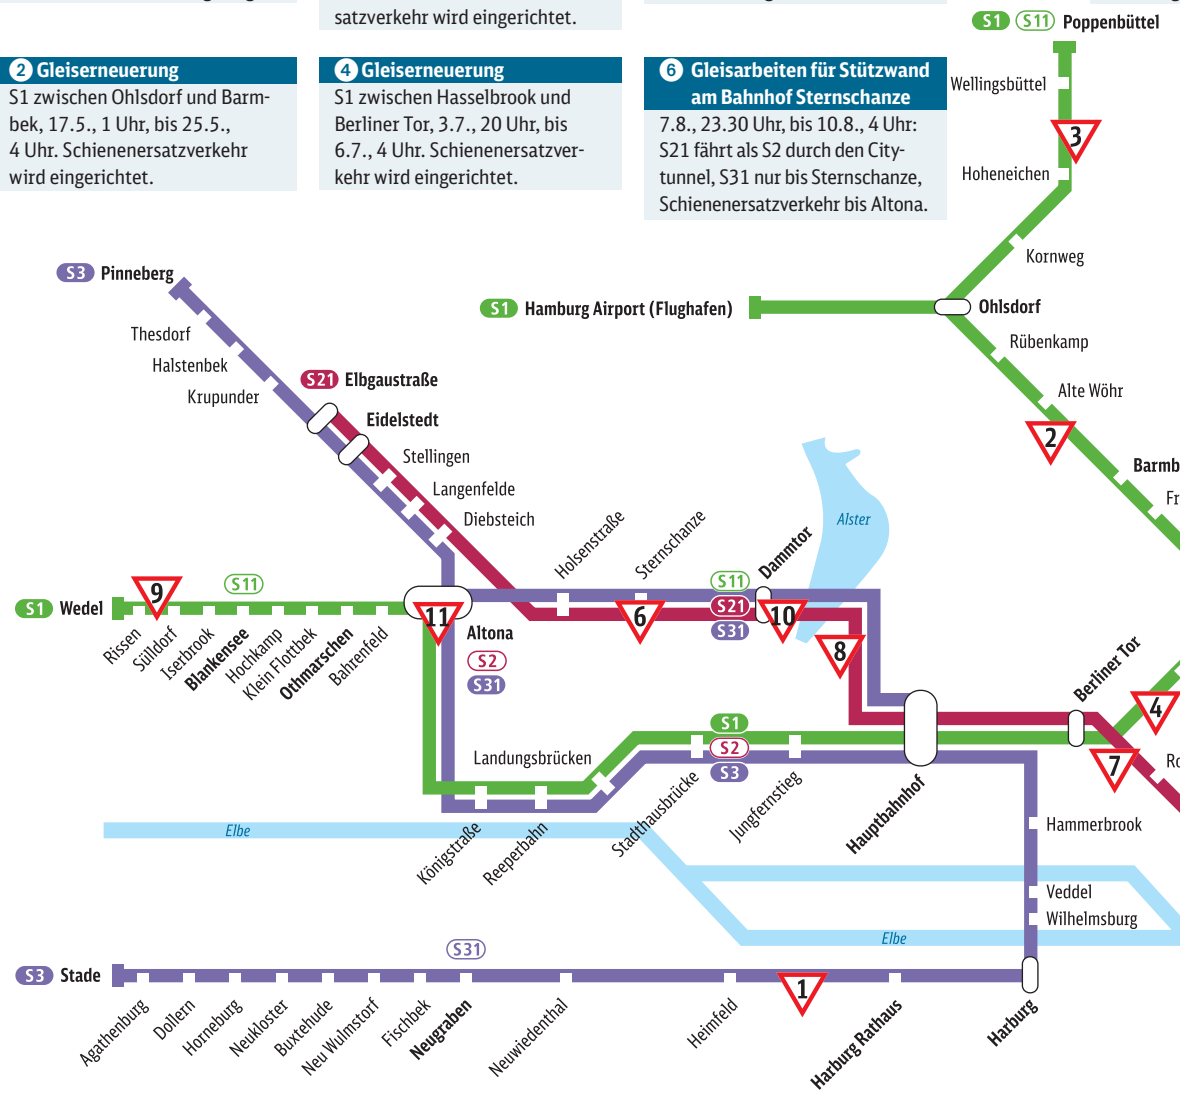 satzverkehr wird eingerichtet.
2 Gleiserneuerung
S1 zwischen Ohlsdorf und Barm-
bek, 17.5., 1 Uhr, bis 25.5.,
4 Uhr. Schienenersatzverkehr
wird eingerichtet.
4 Gleiserneuerung
S1 zwischen Hasselbrook und
Berliner Tor, 3.7., 20 Uhr, bis
6.7., 4 Uhr. Schienenersatzver-
kehr wird eingerichtet.
6 Gleisarbeiten für Stützwand
am Bahnhof Sternschanze
7.8., 23.30 Uhr, bis 10.8., 4 Uhr:
S21 fährt als S2 durch den City-
tunnel, S31 nur bis Sternschanze,
Schienenersatzverkehr bis Altona.
S1 S11 Poppenbüttel
Wellingsbüttel
3
Hoheneichen
Kornweg
S3 Pinneberg
S1 Hamburg Airport (Flughafen)
Ohlsdorf
Thesdorf
Rübenkamp
Halstenbek
S21 Elbgaustraße
Krupunder
Alte Wöhr
Eidelstedt
2
Stellingen
Barmb
Langenfelde
Fr
Diebsteich
Alster
Holsenstraße
Sternschanze
Dammtor
S11
9
S11
S1 Wedel
S21
11
6
10
S31
Altona
S2
S31
8
Rissen
Sülldorf
Iserbrook
Blankensee
Hochkamp
Klein Flottbek
Othmarschen
Bahrenfeld
Berliner Tor
4
S1
S2
S3
Landungsbrücken
7
Ro
Königstraße
Reeperbahn
Stadthausbrücke
Jungfernstieg
Hauptbahnhof
Elbe
Hammerbrook
Veddel
Wilhelmsburg
Elbe
S31
S3 Stade
1
Agathenburg
Dollern
Horneburg
Neukloster
Buxtehude
Neu Wulmstorf
Fischbek
Neugraben
Neuwiedenthal
Heimfeld
Harburg Rathaus
Harburg